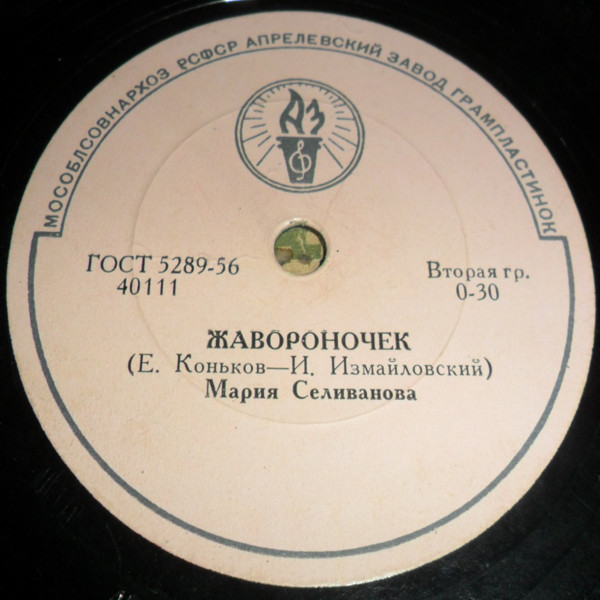 МОСОБЛСОВНАРХОЗ РСФСР АПРЕЛЕВСКИЙ ЗАВОД ГРАМПЛАСТИНОК
АЗ
ГОСТ 5289-56
40111
Вторая гр.
0-30
ЖАВОРОНОЧЕК
(Е. Коньков—И. Измайловский)
Мария Селиванова